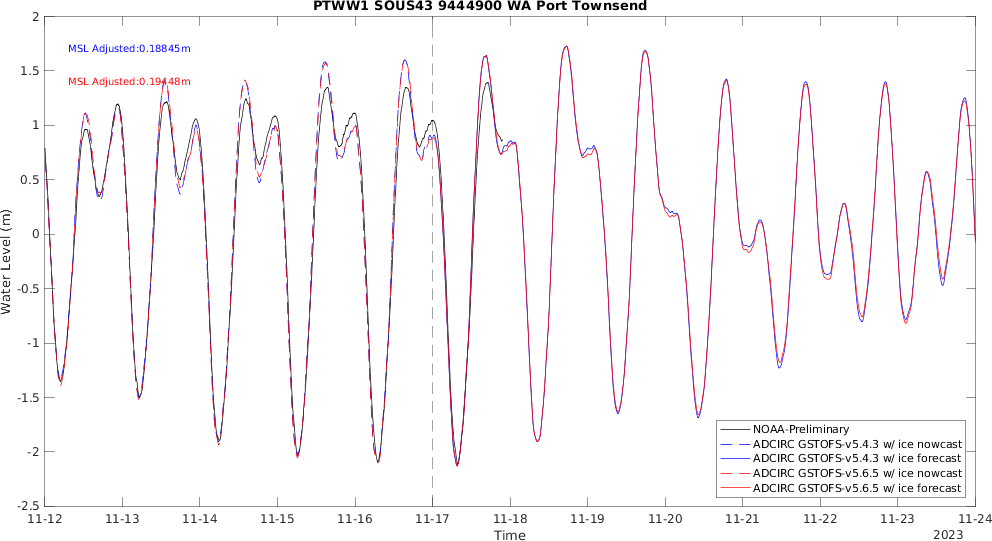 PTWW1 SOUS43 9444900 WA Port Townsend
MSL Adjusted:0.18845m
MSL Adjusted:0.19448m
Water Level (m)
2
1.5
1
0.5
0
-0.5
-1
-1.5
-2
-2.5
NOAA-Preliminary
ADCIRC GSTOFS-v5.4.3 w/ ice nowcast
ADCIRC GSTOFS-v5.4.3 w/ ice forecast
ADCIRC GSTOFS-v5.6.5 w/ ice nowcast
ADCIRC GSTOFS-v5.6.5 w/ ice forecast
11-12 11-13 11-14 11-15 11-16 11-17 11-18 11-19 11-20 11-21 11-22 11-23 11-24
Time
2023